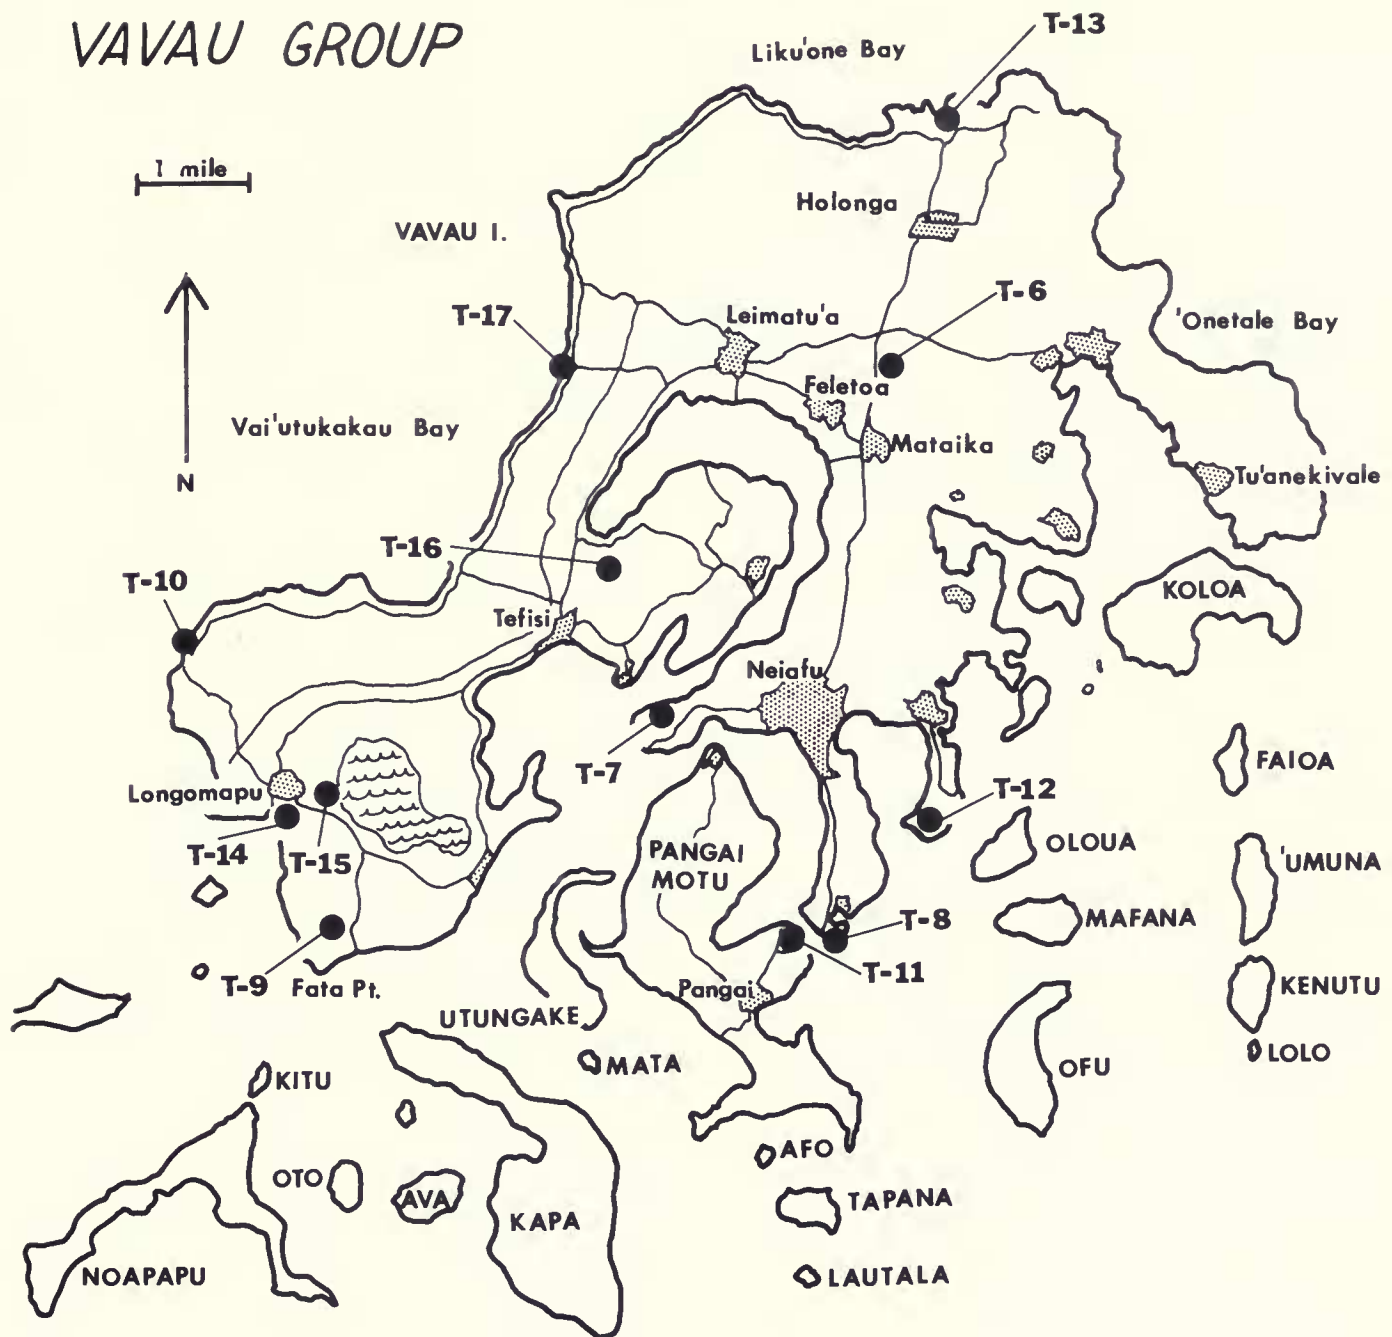 VAVAU GROUP
T-13
Liku'one Bay
1 mile
Holonga
VAVAU I.
T-6
T-17
Leimatu'a
'Onetale Bay
Feletoa
Vai'utukakau Bay
Mataika
Tu'anekivale
N
T-16
T-10
KOLOA
Tefisi
Neiafu
FAIOA
T-7
Longomapu
T-12
OLOUA
T-14
T-15
PANGAI
MOTU
'UMUNA
MAFANA
T-8
T-11
T-9
Fata Pt.
Pangai
KENUTU
UTUNGAKE
LOLO
MATA
OFU
KITU
AFO
OTO
AVA
TAPANA
KAPA
NOAPAPU
LAUTALA